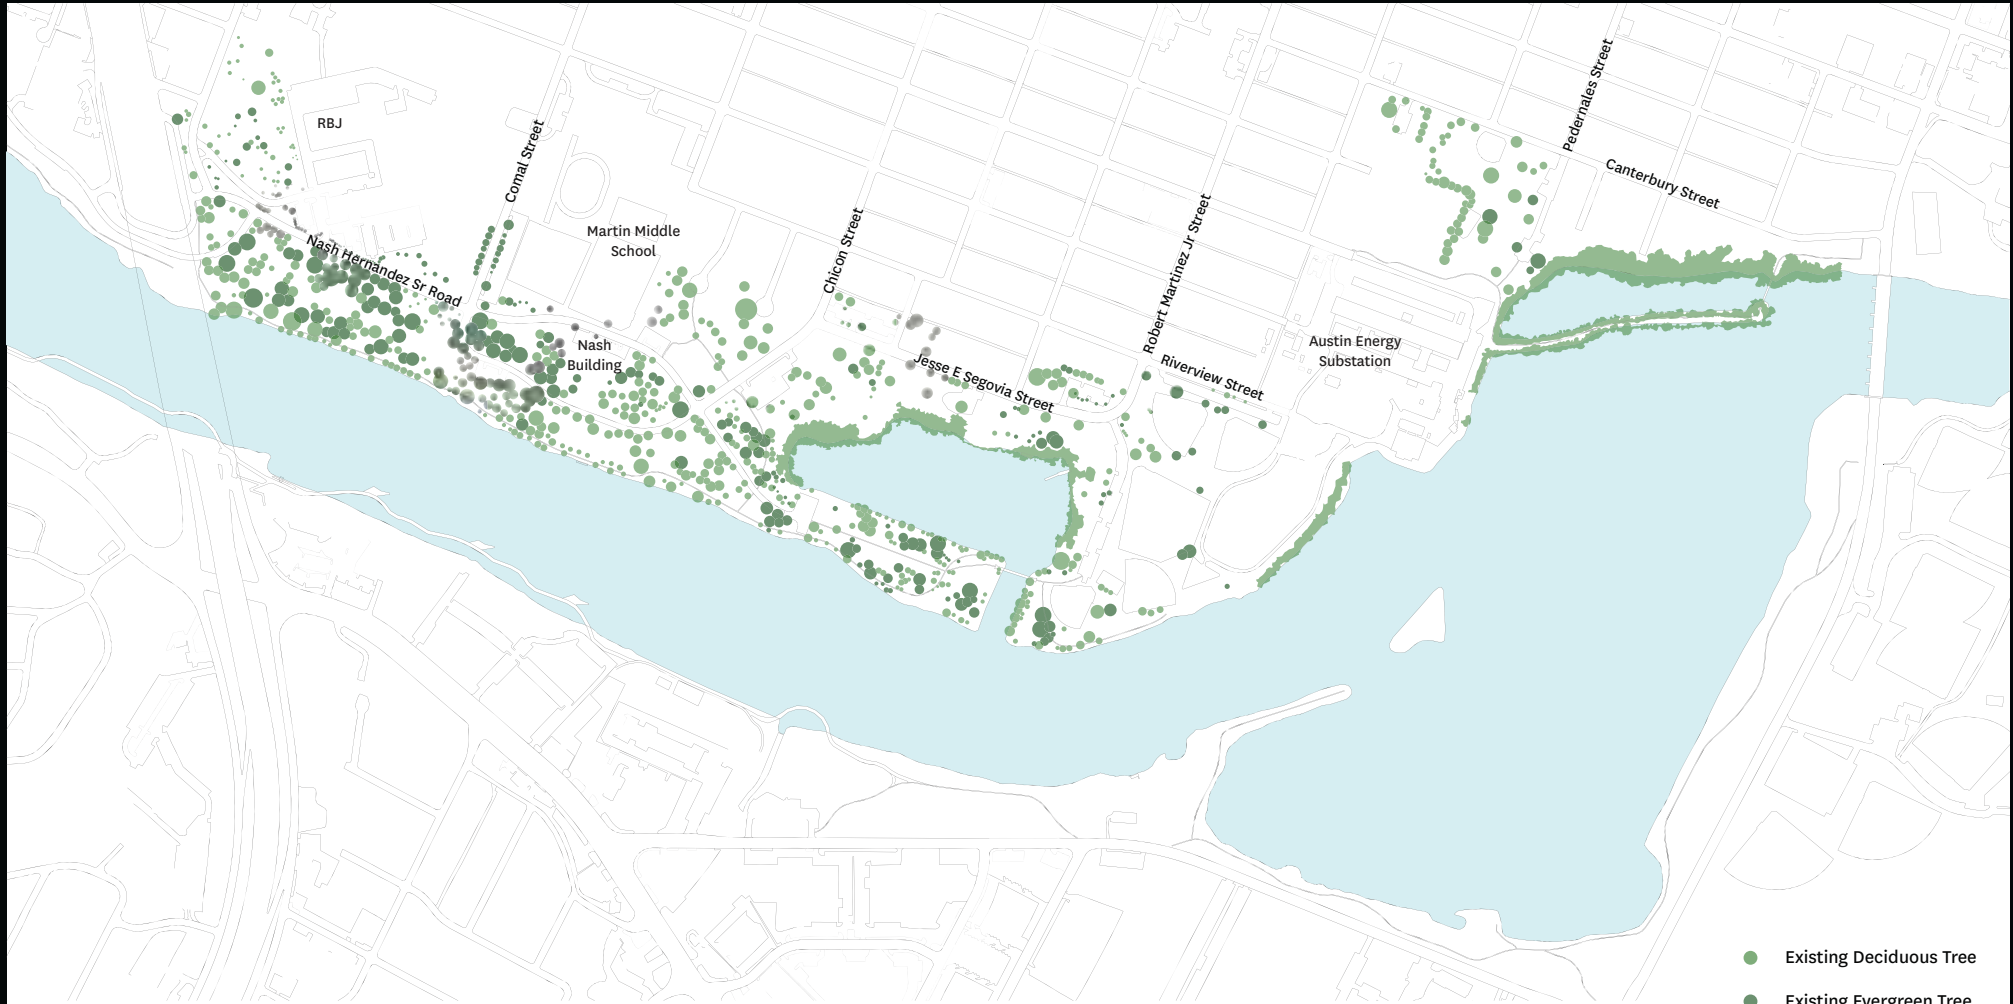 Pedernales Street
RBJ
Comal Street
Canterbury Street
Martin Middle
School
Chicon Street
Robert Martinez Jr Street
Nash Hernandez Sr Road
Nash
Building
Austin Energy
Substation
Jesse E Segovia Street
Riverview Street
Existing Deciduous Tree
Existing Evergreen Tree